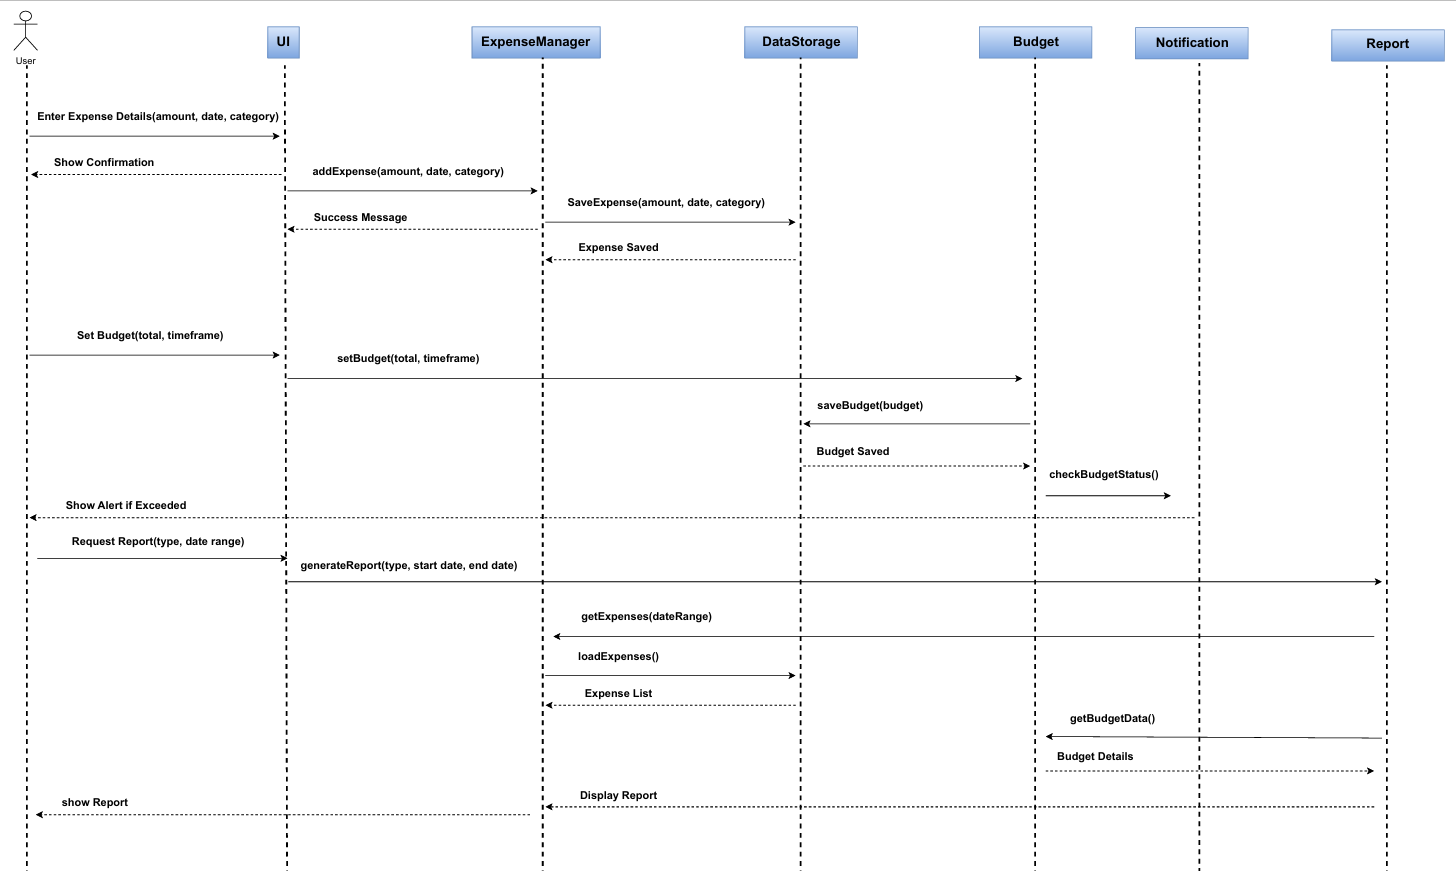 User
UI
ExpenseManager
DataStorage
Budget
Notification
Report
Enter Expense Details(amount, date, category)
Show Confirmation
addExpense(amount, date, category)
SaveExpense(amount, date, category)
Success Message
Expense Saved
Set Budget(total, timeframe)
setBudget(total, timeframe)
saveBudget(budget)
Budget Saved
checkBudgetStatus()
Show Alert if Exceeded
Request Report(type, date range)
generateReport(type, start date, end date)
getExpenses(dateRange)
loadExpenses()
Expense List
getBudgetData()
Budget Details
Display Report
show Report